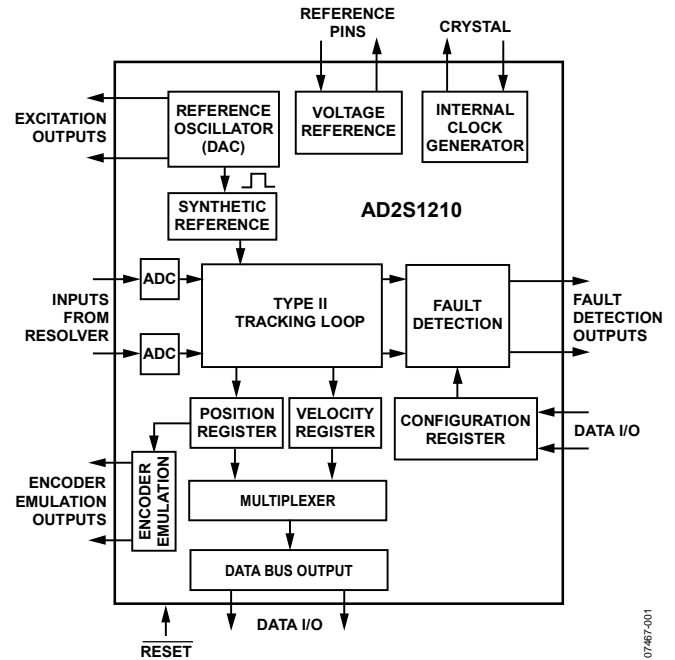 REFERENCE
PINS
CRYSTAL
EXCITATION
OUTPUTS
REFERENCE
OSCILLATOR
(DAC)
VOLTAGE
REFERENCE
INTERNAL
CLOCK
GENERATOR
SYNTHETIC
REFERENCE
AD2S1210
INPUTS
FROM
RESOLVER
ADC
ADC
TYPE II
TRACKING LOOP
FAULT
DETECTION
FAULT
DETECTION
OUTPUTS
POSITION
REGISTER
VELOCITY
REGISTER
CONFIGURATION
REGISTER
DATA I/O
ENCODER
EMULATION
OUTPUTS
ENCODER
EMULATION
MULTIPLEXER
DATA BUS OUTPUT
DATA I/O
RESET
07467-001